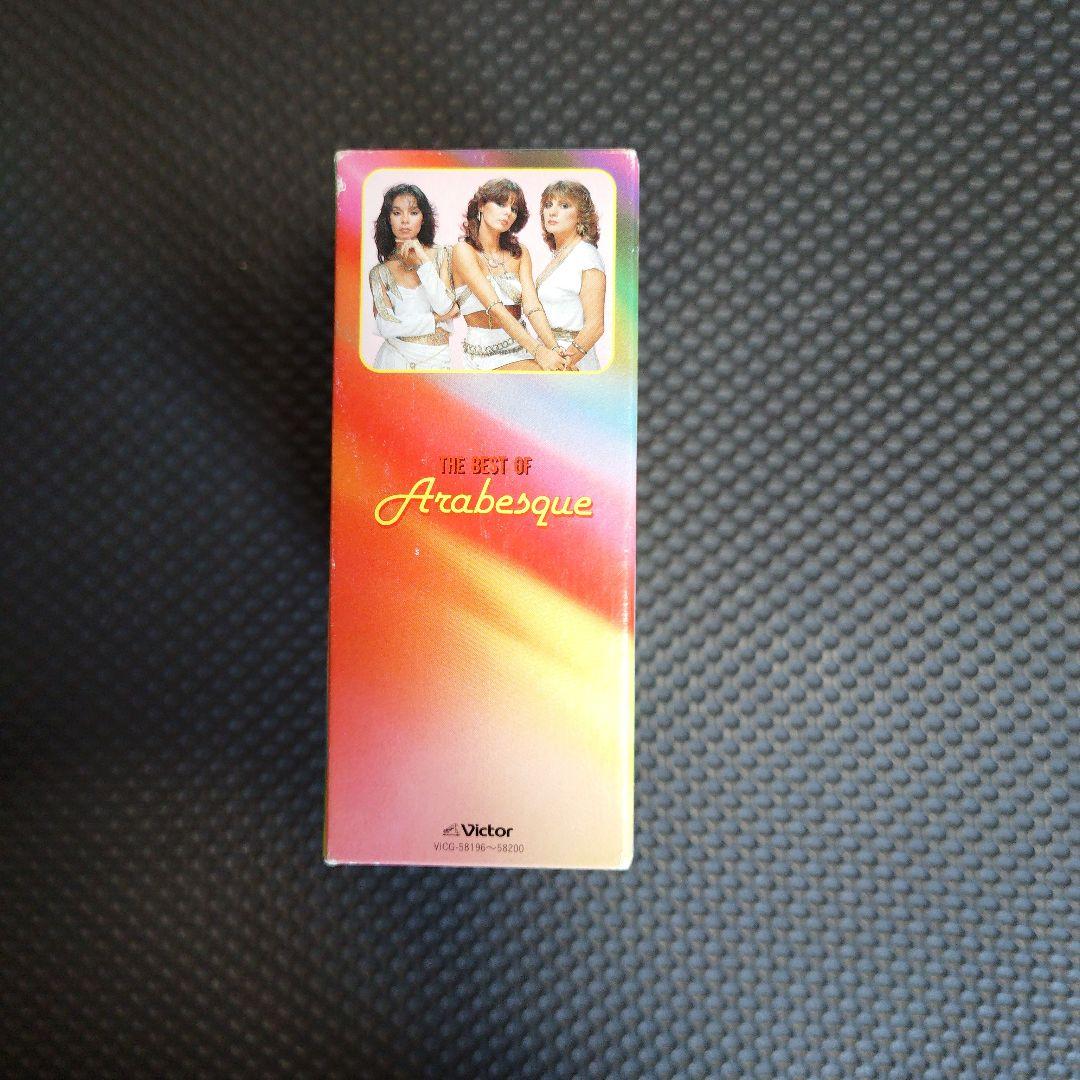 THE BEST OF
Arabesque
Victor
VICG-58196〜58200